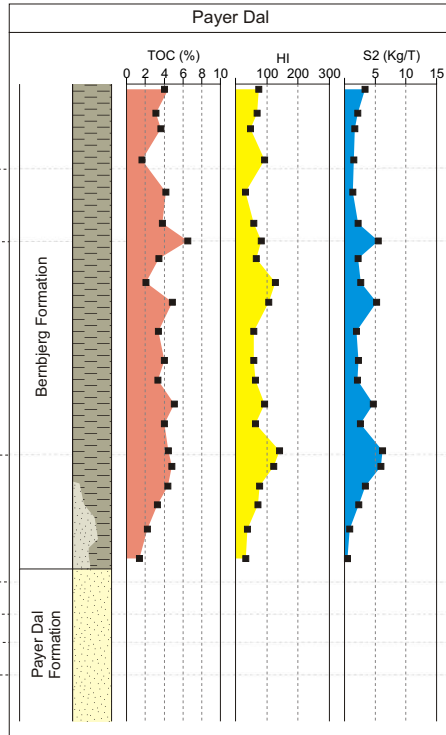 Payer Dal
TOC (%)
HI
S2 (Kg/T)
0 2 4 6 8 10
100 200 300
0 5 10 15
Bernbjerg Formation
Payer Dal
Formation